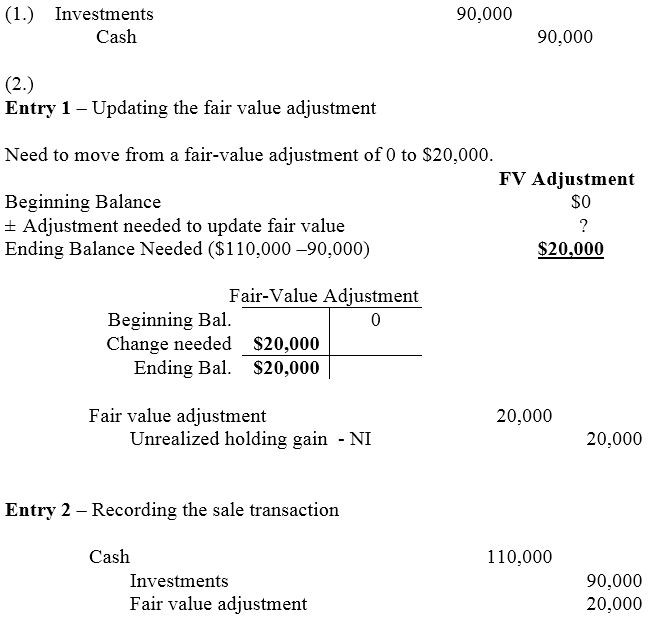 (1.) Investments 90,000
Cash 90,000
(2.)
Entry 1 – Updating the fair value adjustment
Need to move from a fair-value adjustment of 0 to $20,000.
FV Adjustment
Beginning Balance $0
± Adjustment needed to update fair value ?
Ending Balance Needed ($110,000 –90,000) $20,000
Fair-Value Adjustment
Beginning Bal. 0
Change needed $20,000
Ending Bal. $20,000
Fair value adjustment 20,000
Unrealized holding gain - NI 20,000
Entry 2 – Recording the sale transaction
Cash 110,000
Investments 90,000
Fair value adjustment 20,000